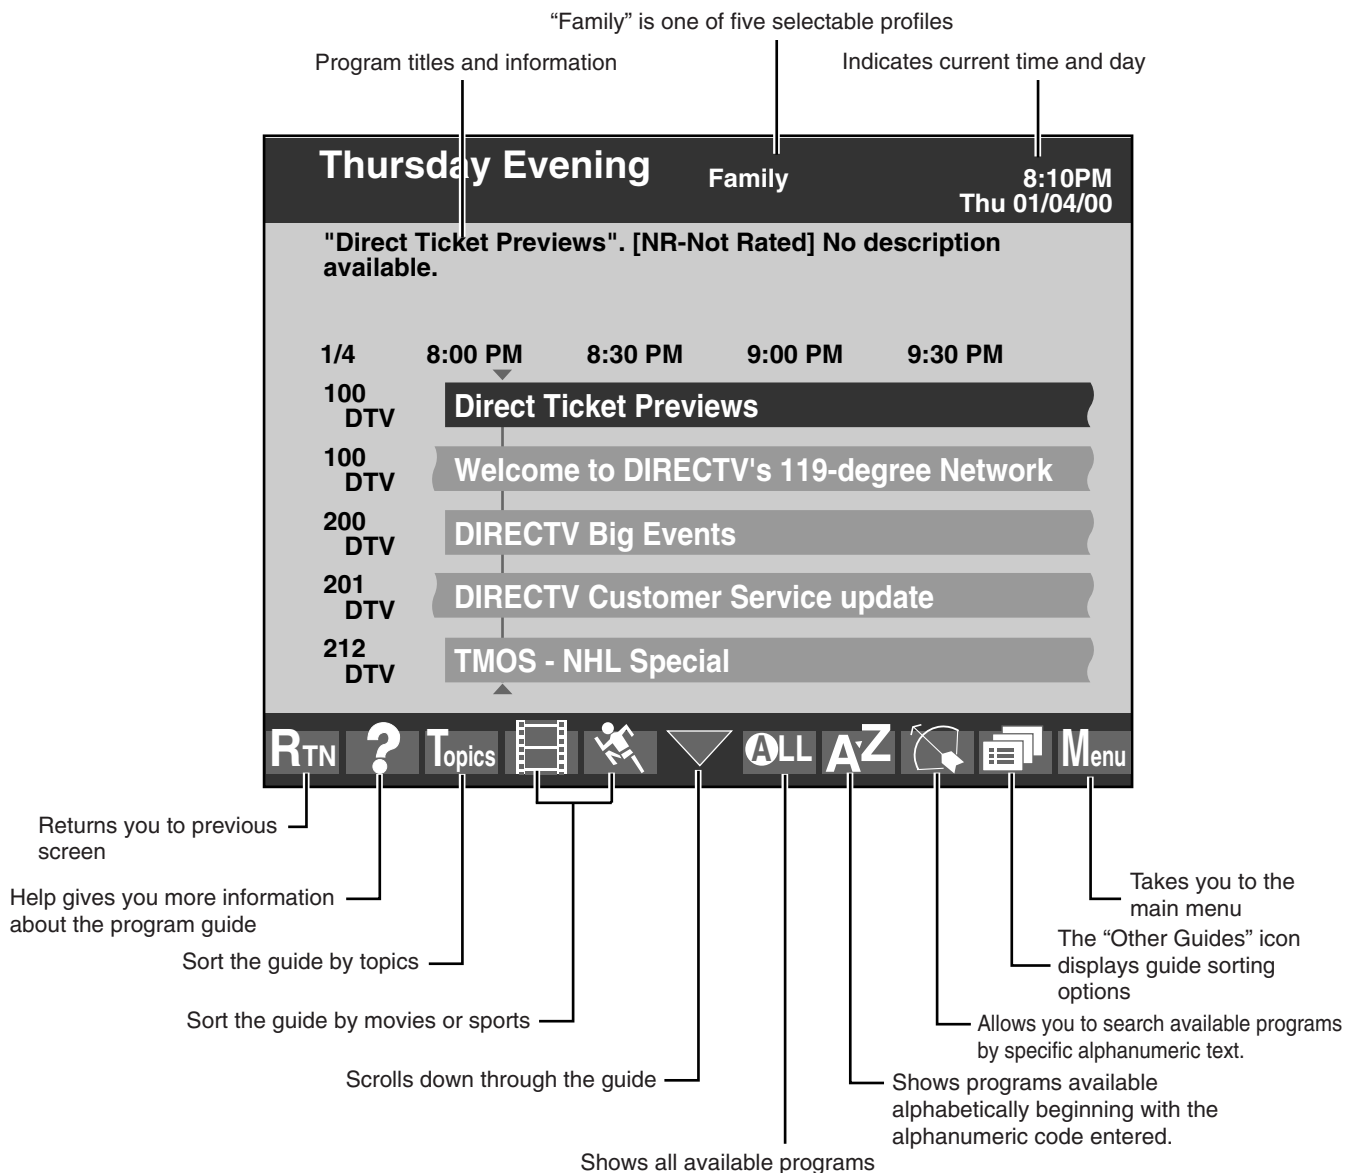 “Family” is one of five selectable profiles
Program titles and information
Indicates current time and day
Thursday Evening
Family
8:10PM
Thu 01/04/00
"Direct Ticket Previews". [NR-Not Rated] No description
available.
1/4 8:00 PM 8:30 PM 9:00 PM 9:30 PM
100
DTV
Direct Ticket Previews
100
DTV
Welcome to DIRECTV's 119-degree Network
200
DTV
DIRECTV Big Events
201
DTV
DIRECTV Customer Service update
212
DTV
TMOS - NHL Special
RTN ? Topics ALL A-Z Menu
Returns you to previous
screen
Help gives you more information
about the program guide
Sort the guide by topics
Sort the guide by movies or sports
Scrolls down through the guide
Shows all available programs
Shows programs available
alphabetically beginning with the
alphanumeric code entered.
Allows you to search available programs
by specific alphanumeric text.
The “Other Guides” icon
displays guide sorting
options
Takes you to the
main menu